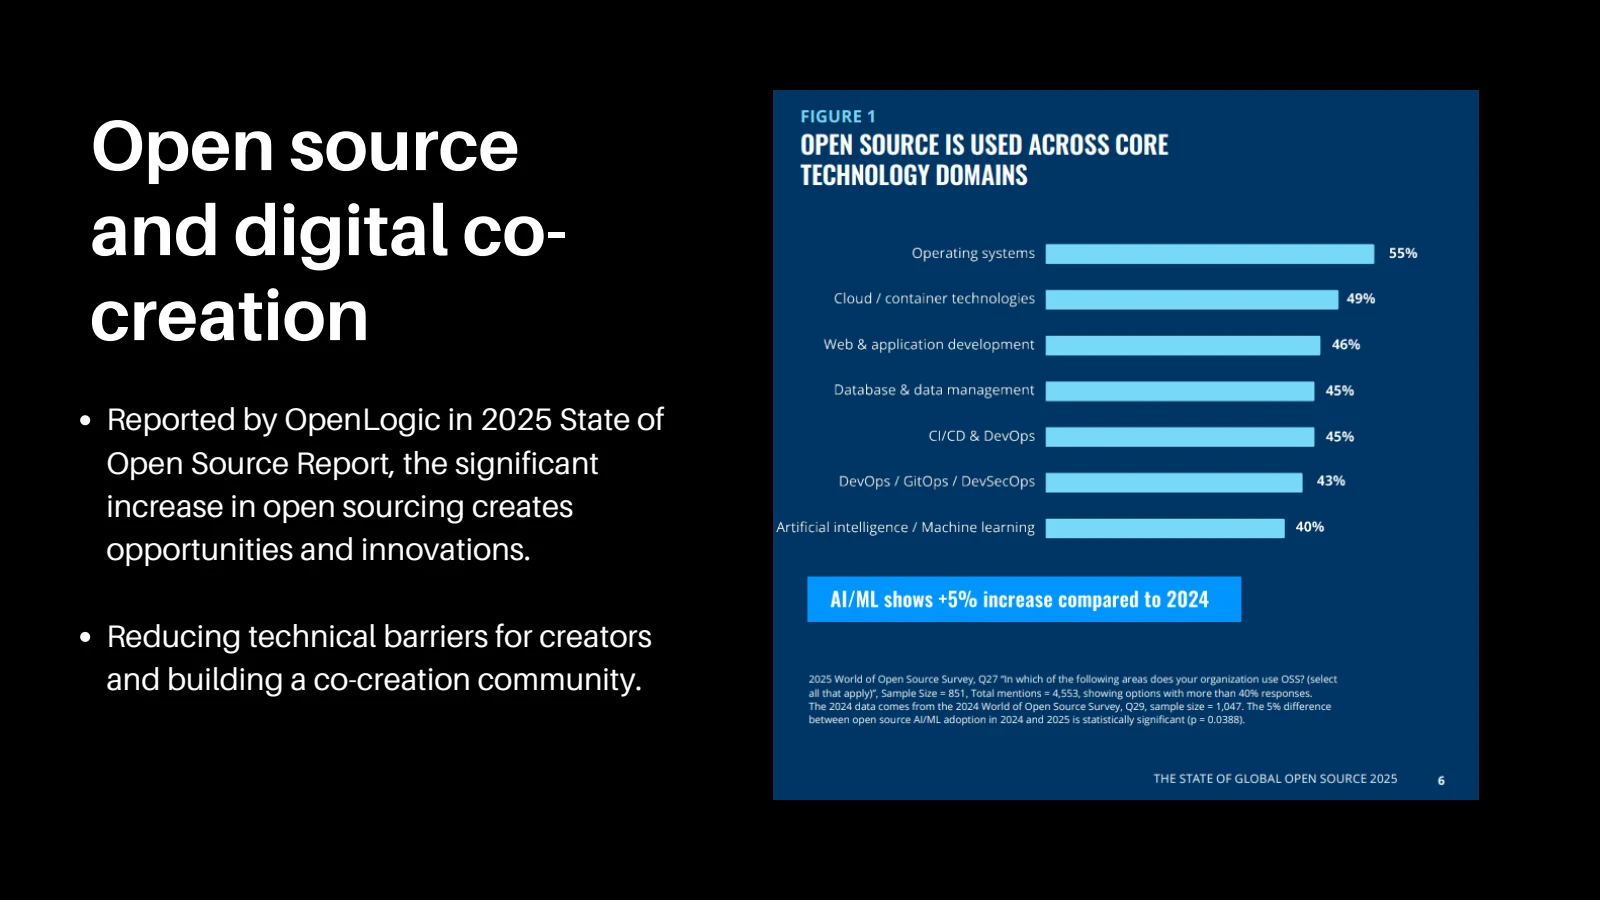 Open source
and digital co-
creation
• Reported by OpenLogic in 2025 State of
Open Source Report, the significant
increase in open sourcing creates
opportunities and innovations.
• Reducing technical barriers for creators
and building a co-creation community.
FIGURE 1
OPEN SOURCE IS USED ACROSS CORE
TECHNOLOGY DOMAINS
Operating systems 55%
Cloud / container technologies 49%
Web & application development 46%
Database & data management 45%
CI/CD & DevOps 45%
DevOps / GitOps / DevSecOps 43%
Artificial intelligence / Machine learning 40%
AI/ML shows +5% increase compared to 2024
2025 World of Open Source Survey, Q27 “In which of the following areas does your organization use OSS? (select
all that apply)”, Sample Size = 851, Total mentions = 4,553, showing options with more than 40% responses.
The 2024 data comes from the 2024 World of Open Source Survey, Q29, sample size = 1,047. The 5% difference
between open source AI/ML adoption in 2024 and 2025 is statistically significant (p = 0.0388).
THE STATE OF GLOBAL OPEN SOURCE 2025 6